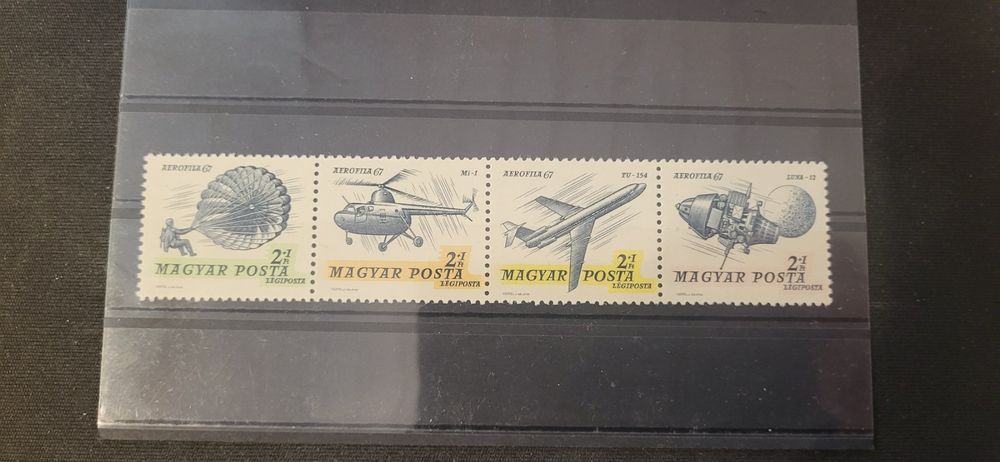 AEROFILA 67
2+1
Ft
MAGYAR POSTA
LÉGIPOSTA
AEROFILA 67
Mi-1
2+1
Ft
MAGYAR POSTA
LÉGIPOSTA
AEROFILA 67
TU-154
2+1
Ft
MAGYAR POSTA
LÉGIPOSTA
AEROFILA 67
LUNA-12
2+1
Ft
MAGYAR POSTA
LÉGIPOSTA